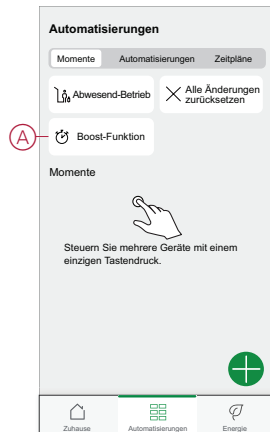 Automatisierungen
Momente Automatisierungen Zeitpläne
Abwesend-Betrieb
Alle Änderungen
zurücksetzen
A
Boost-Funktion
Momente
Steuern Sie mehrere Geräte mit einem
einzigen Tastendruck.
Zuhause Automatisierungen Energie